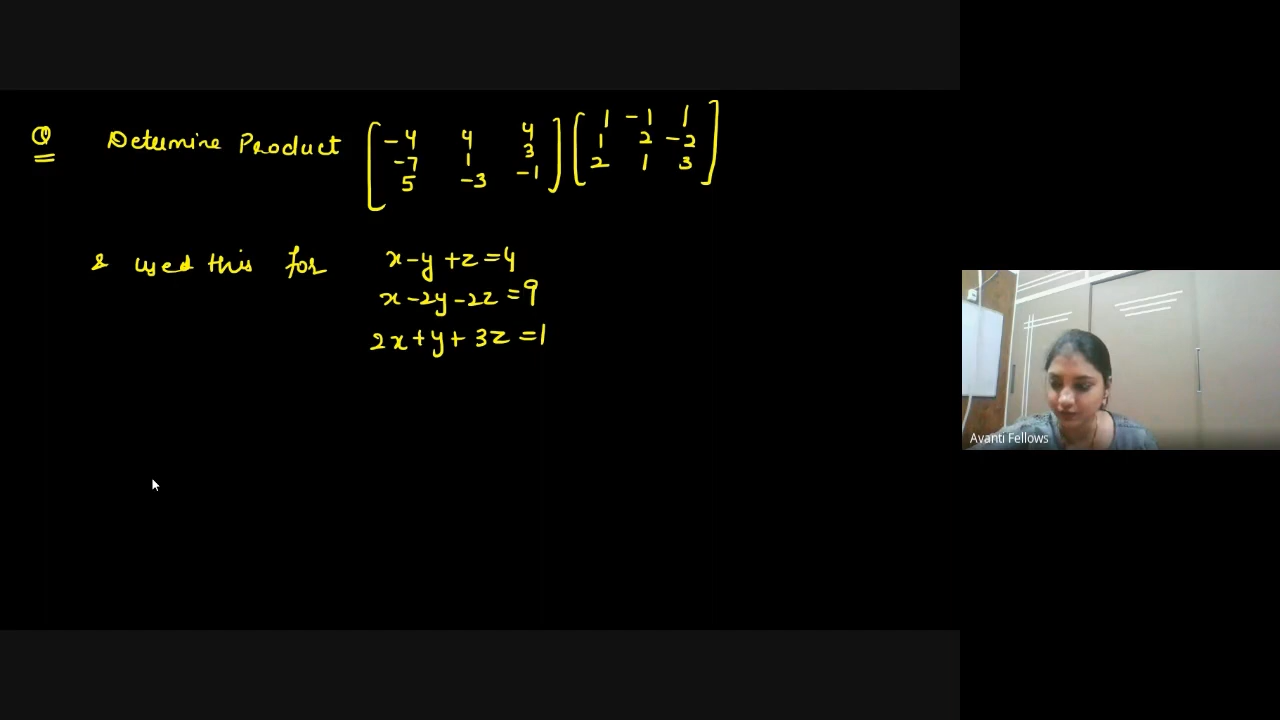 Q Determine Product [-4 4 4 -7 1 3 5 -3 -1] [1 -1 1 1 2 -2 2 1 3]
& used this for x-y+z=4
x-2y-2z=9
2x+y+3z=1
Avanti Fellows